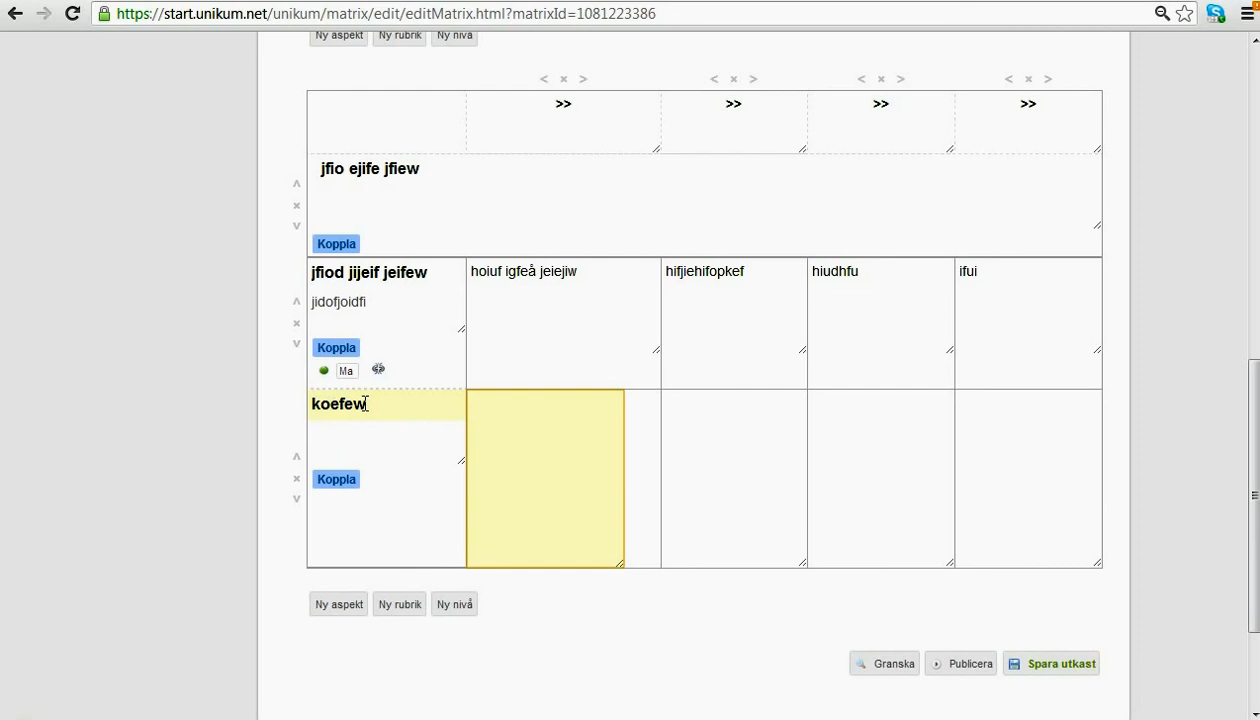 https://start.unikum.net/unikum/matrix/edit/editMatrix.html?matrixId=1081223386
Ny aspekt Ny rubrik Ny nivå
< × > < × > < × > < × >
>> >> >> >>
jfio ejife jfiew
Koppla
jfiod jijeif jeifew hoiuf igfeå jeiejiw hifjiehifopkef hiudhfu ifui
jidofjoidfi
Koppla
Ma
koefew
Koppla
Ny aspekt Ny rubrik Ny nivå
Granska Publicera Spara utkast